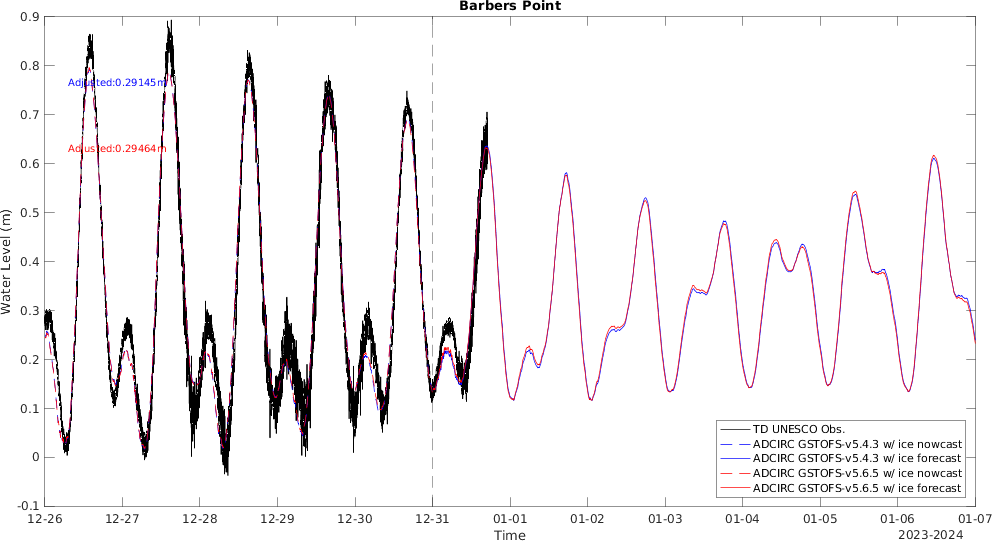 Barbers Point
0.9
0.8
0.7
0.6
0.5
0.4
0.3
0.2
0.1
0
-0.1
Water Level (m)
Adjusted:0.29145m
Adjusted:0.29464m
TD UNESCO Obs.
ADCIRC GSTOFS-v5.4.3 w/ ice nowcast
ADCIRC GSTOFS-v5.4.3 w/ ice forecast
ADCIRC GSTOFS-v5.6.5 w/ ice nowcast
ADCIRC GSTOFS-v5.6.5 w/ ice forecast
12-26 12-27 12-28 12-29 12-30 12-31 01-01 01-02 01-03 01-04 01-05 01-06 01-07
Time
2023-2024